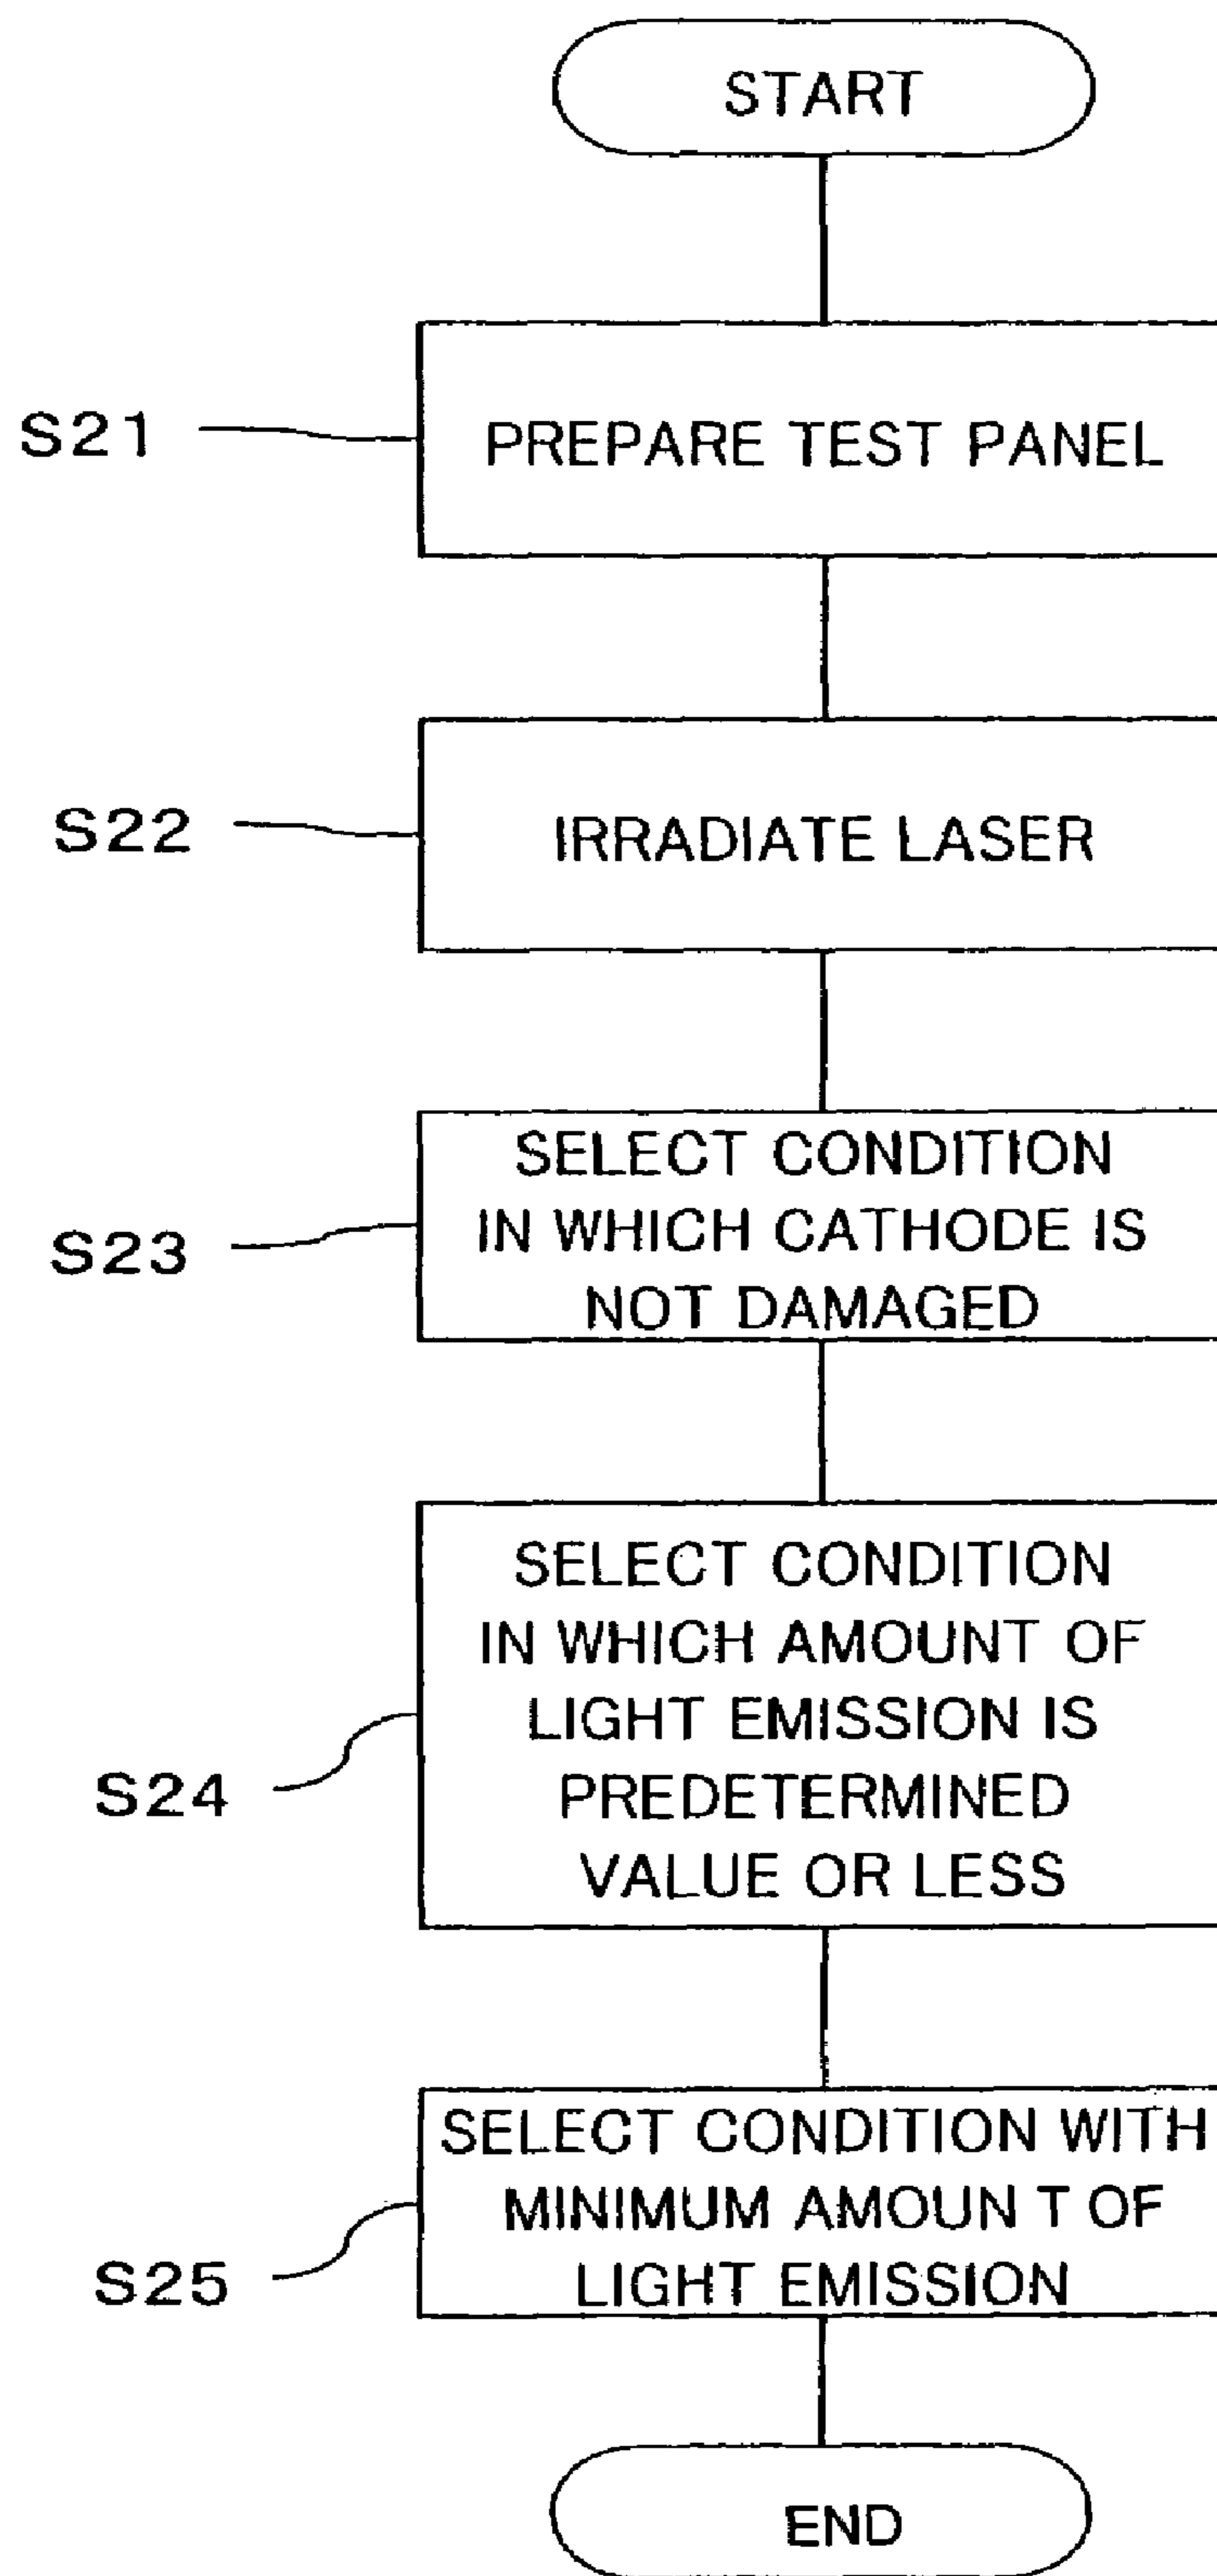 START
S21
PREPARE TEST PANEL
S22
IRRADIATE LASER
S23
SELECT CONDITION
IN WHICH CATHODE IS
NOT DAMAGED
S24
SELECT CONDITION
IN WHICH AMOUNT OF
LIGHT EMISSION IS
PREDETERMINED
VALUE OR LESS
S25
SELECT CONDITION WITH
MINIMUM AMOUN T OF
LIGHT EMISSION
END